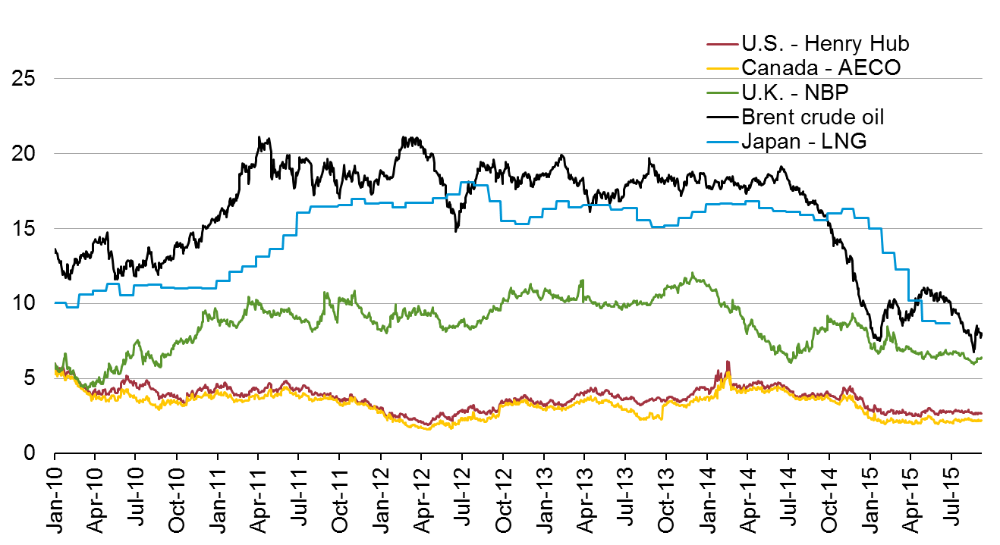 U.S. - Henry Hub
Canada - AECO
U.K. - NBP
Brent crude oil
Japan - LNG
25
20
15
10
5
0
Jan-10
Apr-10
Jul-10
Oct-10
Jan-11
Apr-11
Jul-11
Oct-11
Jan-12
Apr-12
Jul-12
Oct-12
Jan-13
Apr-13
Jul-13
Oct-13
Jan-14
Apr-14
Jul-14
Oct-14
Jan-15
Apr-15
Jul-15